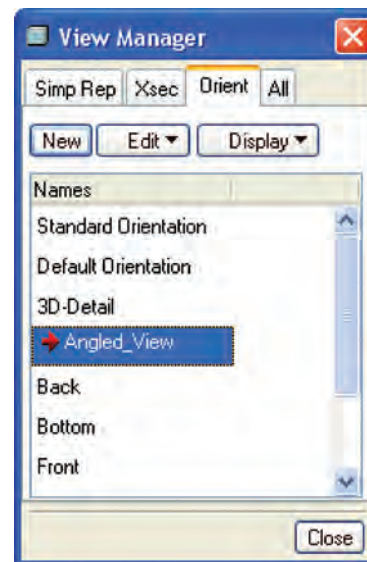 View Manager
Simp Rep Xsec Orient All
New Edit Display
Names
Standard Orientation
Default Orientation
3D-Detail
Angled_View
Back
Bottom
Front
Close